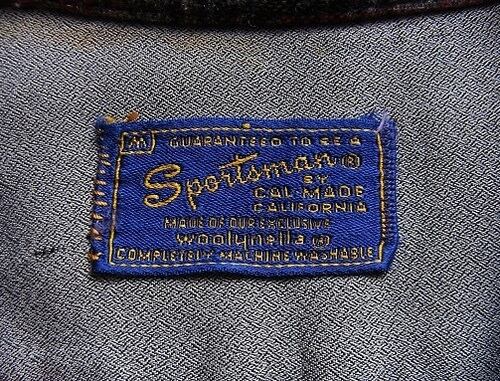 M GUARANTEED TO BE A
Sportsman®
BY
CAL-MADE
CALIFORNIA
MADE OF OUR EXCLUSIVE
woolynella®
COMPLETELY MACHINE WASHABLE